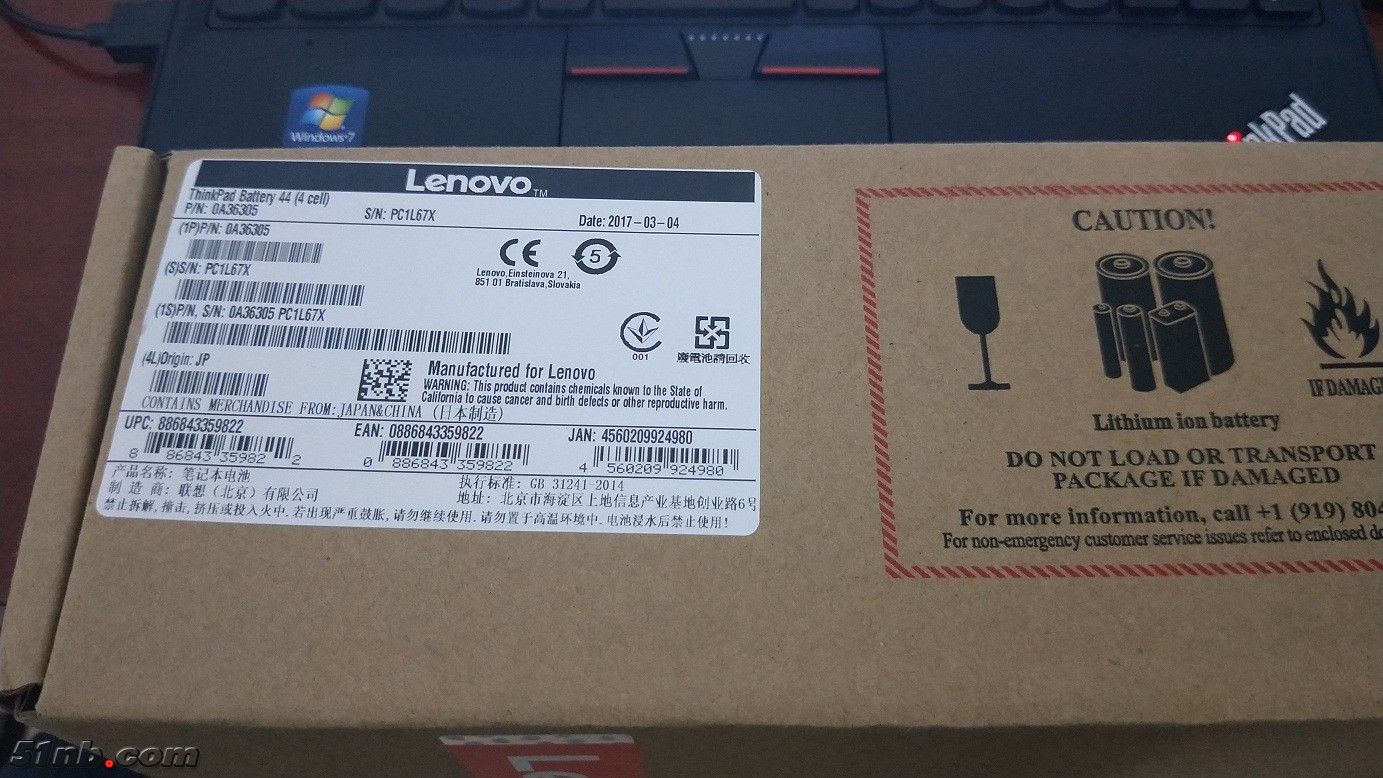 Windows 7
ThinkPad
Lenovo TM
ThinkPad Battery 44 (4 cell)
P/N: 0A36305
S/N: PC1L67X
Date: 2017-03-04
(1P)P/N: 0A36305
(S)S/N: PC1L67X
CE
5
Lenovo,Einsteinova 21,
851 01 Bratislava,Slovakia
(1S)P/N, S/N: 0A36305 PC1L67X
001
廢電池請回收
(4L)Origin: JP
Manufactured for Lenovo
WARNING: This product contains chemicals known to the State of
California to cause cancer and birth defects or other reproductive harm.
CONTAINS MERCHANDISE FROM:JAPAN&CHINA (日本制造)
UPC: 886843359822
EAN: 0886843359822
JAN: 4560209924980
8 86843 35982 2
0 886843 359822
4 560209 924980
产品名称: 笔记本电池
执行标准: GB 31241-2014
制 造 商: 联想 (北京) 有限公司
地址: 北京市海淀区上地信息产业基地创业路6号
禁止拆解,撞击,挤压或投入火中.若出现严重鼓胀,请勿继续使用.请勿置于高温环境中.电池浸水后禁止使用!
CAUTION!
IF DAMAG
Lithium ion battery
DO NOT LOAD OR TRANSPORT
PACKAGE IF DAMAGED
For more information, call +1 (919) 804
For non-emergency customer service issues refer to enclosed do
Le
51nb.com